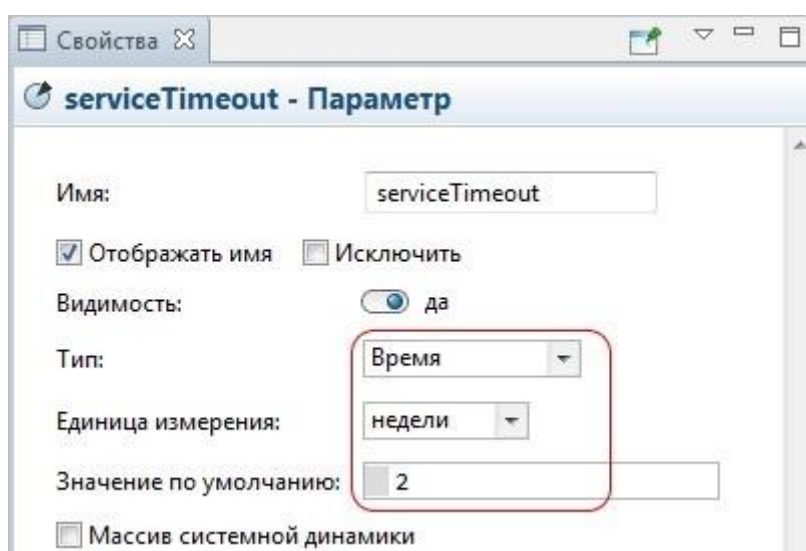 Свойства
serviceTimeout - Параметр
Имя: serviceTimeout
Отображать имя Исключить
Видимость: да
Тип: Время
Единица измерения: недели
Значение по умолчанию: 2
Массив системной динамики